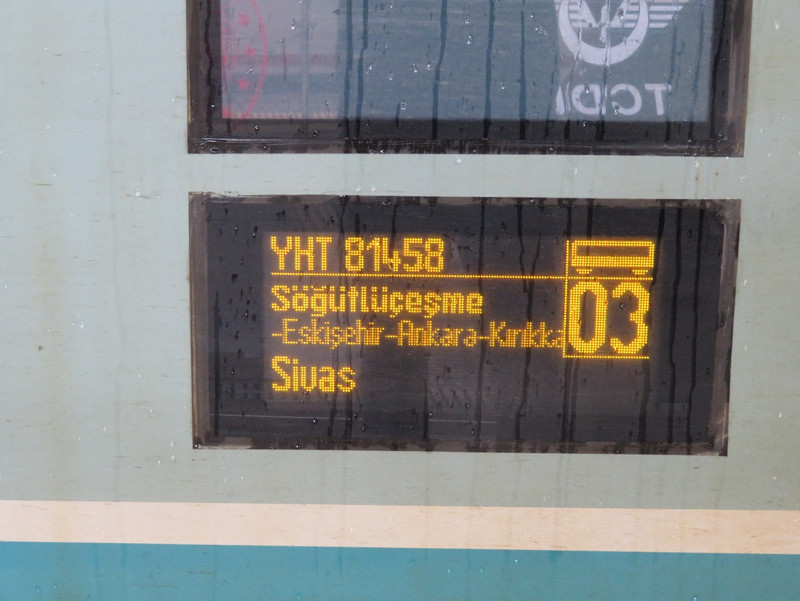 TCDD
YHT 81458
03
Söğütlüçeşme
-Eskişehir-Ankara-Kırıkka
Sivas